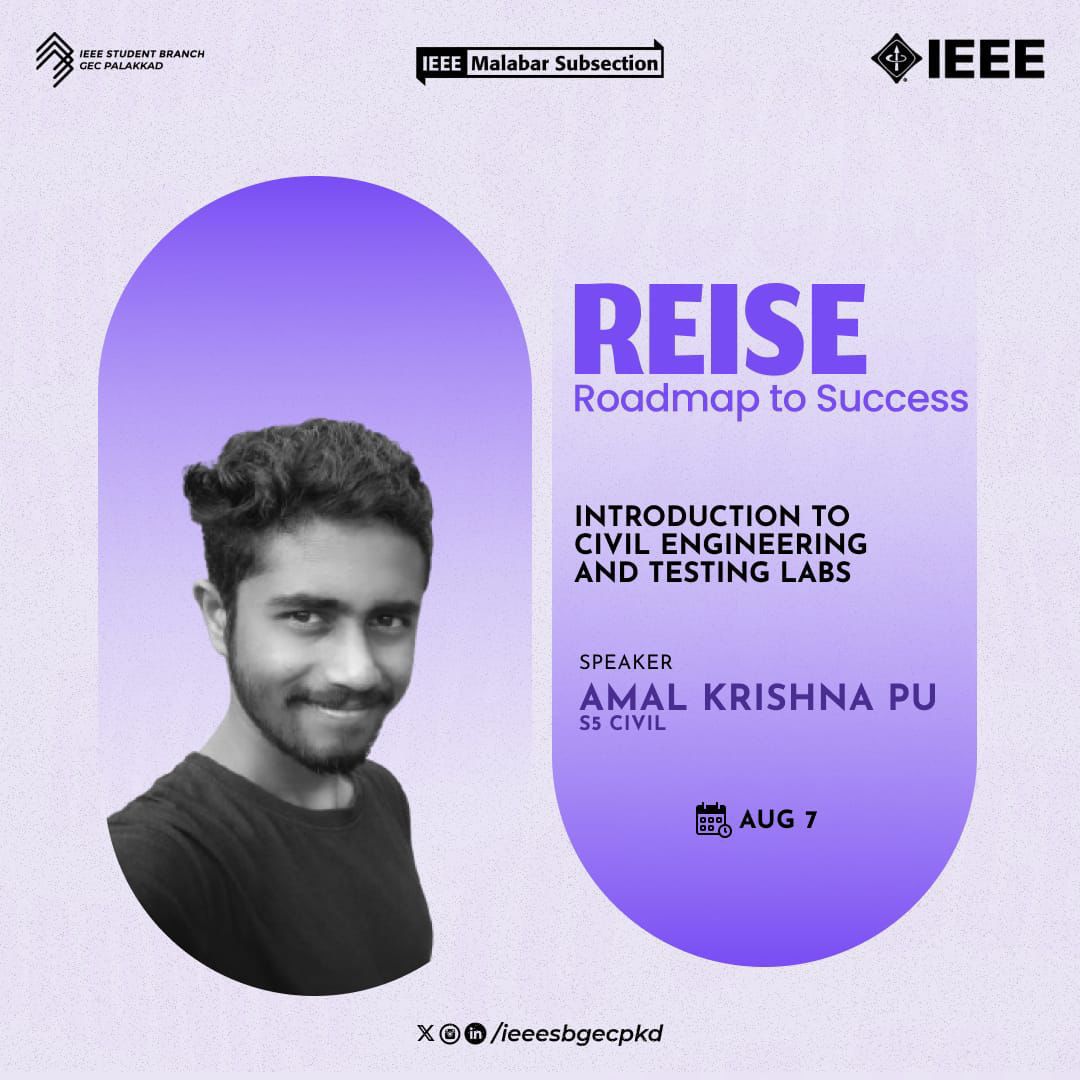 IEEE STUDENT BRANCH
GEC PALAKKAD
IEEE Malabar Subsection
IEEE
REISE
Roadmap to Success
INTRODUCTION TO
CIVIL ENGINEERING
AND TESTING LABS
SPEAKER
AMAL KRISHNA PU
S5 CIVIL
AUG 7
/ieeesbgecpkd